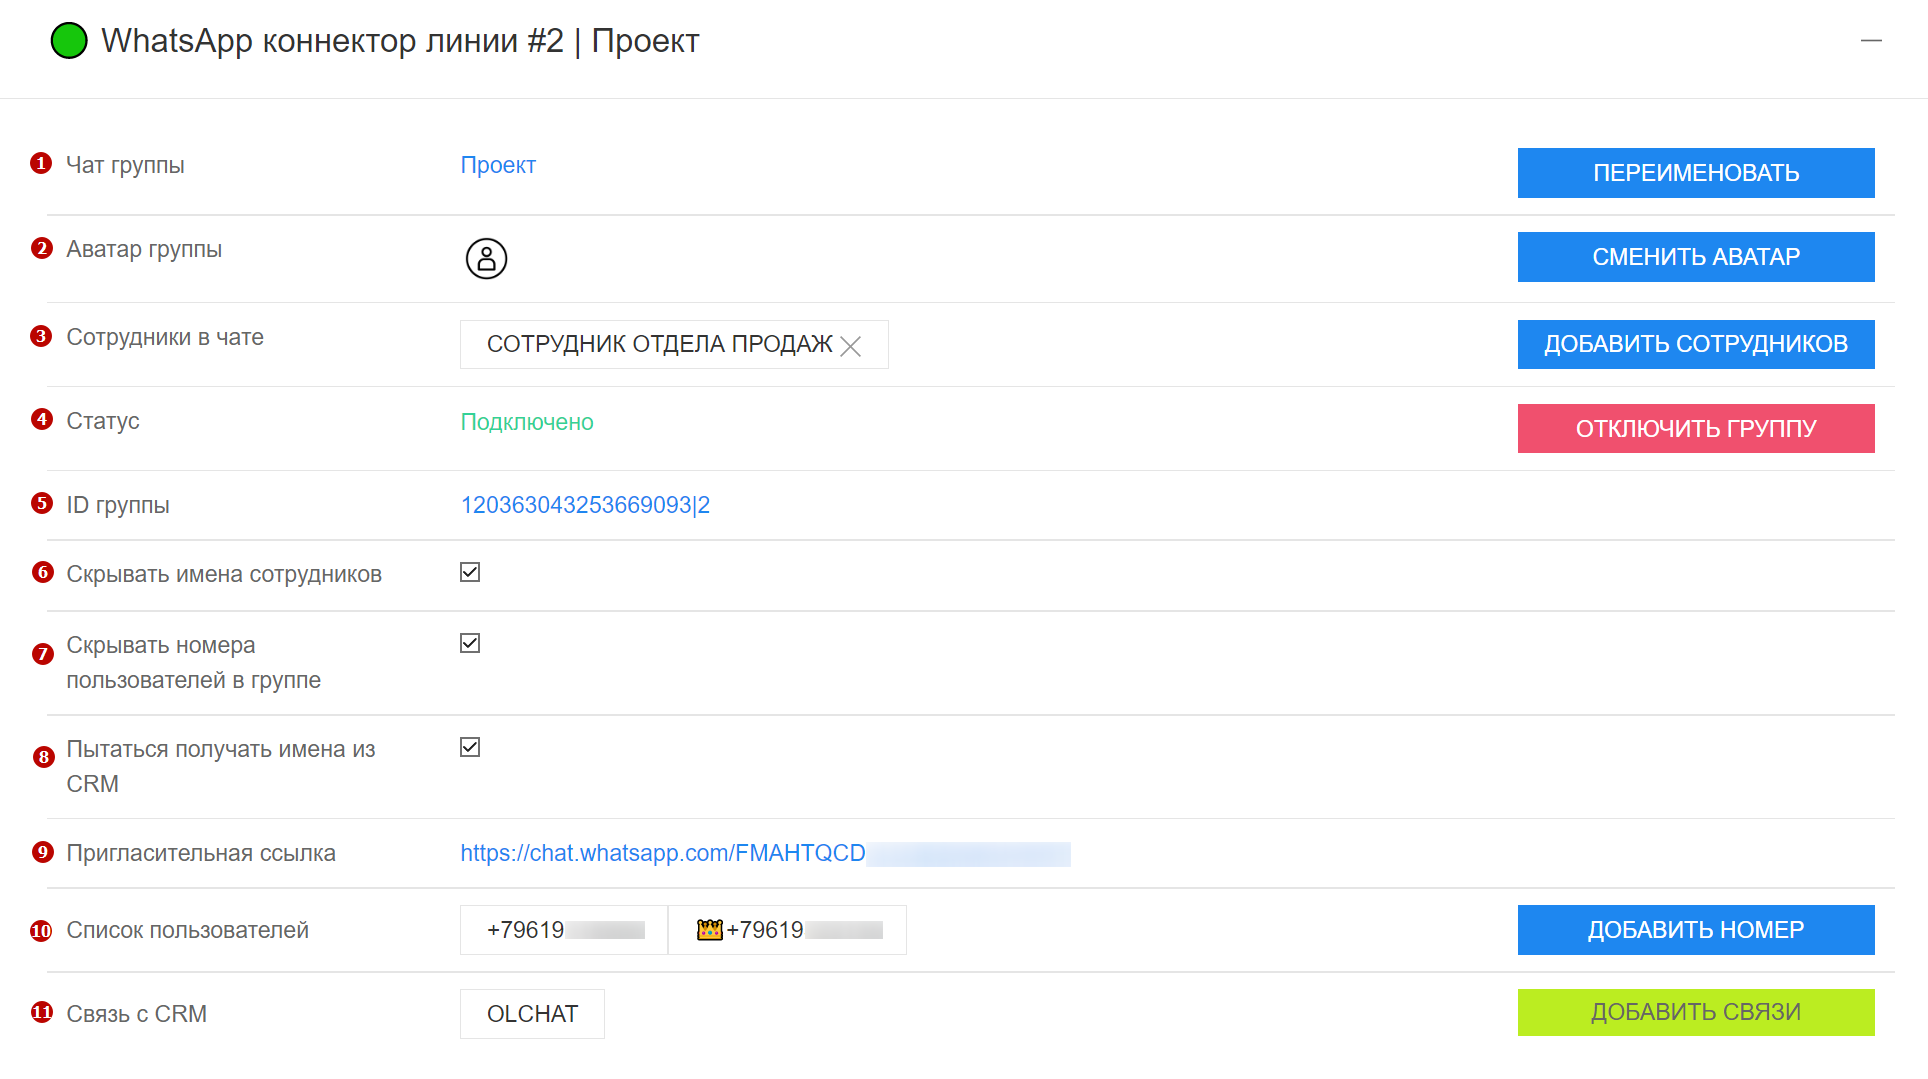 WhatsApp коннектор линии #2 | Проект
1 Чат группы Проект ПЕРЕИМЕНОВАТЬ
2 Аватар группы СМЕНИТЬ АВАТАР
3 Сотрудники в чате СОТРУДНИК ОТДЕЛА ПРОДАЖ ДОБАВИТЬ СОТРУДНИКОВ
4 Статус Подключено ОТКЛЮЧИТЬ ГРУППУ
5 ID группы 120363043253669093|2
6 Скрывать имена сотрудников
7 Скрывать номера
пользователей в группе
8 Пытаться получать имена из
CRM
9 Пригласительная ссылка https://chat.whatsapp.com/FMAHTQCD
10 Список пользователей +79619 +79619 ДОБАВИТЬ НОМЕР
11 Связь с CRM OLCHAT ДОБАВИТЬ СВЯЗИ